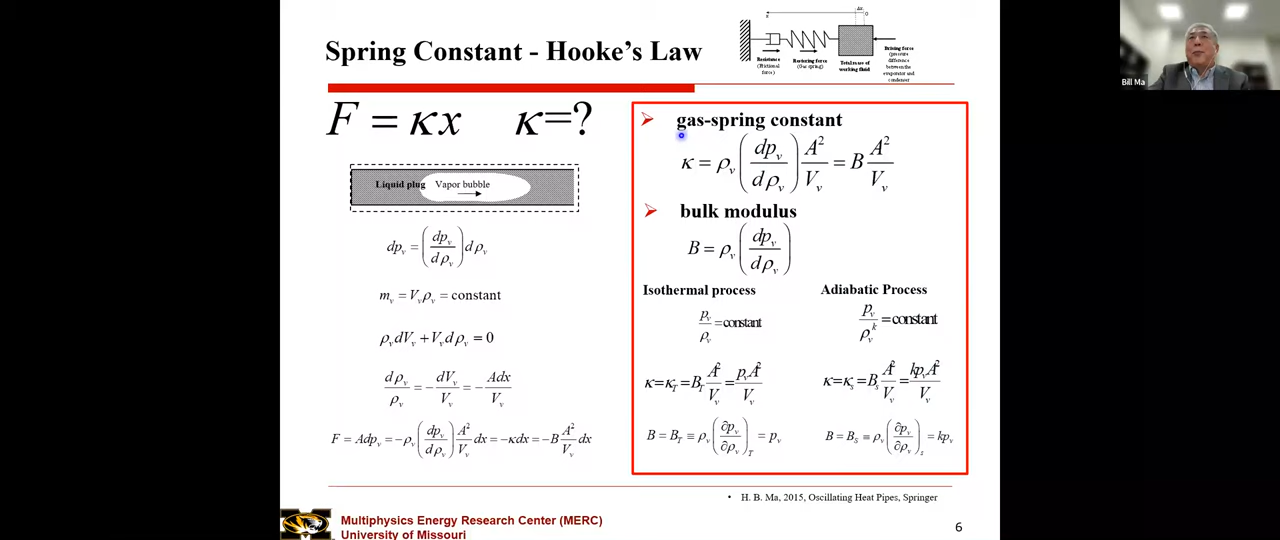 Spring Constant - Hooke's Law
x
Δx
O
Resistance
(Frictional
force)
Restoring force
(Gas spring)
Total mass of
working fluid
Driving force
(pressure
difference
between the
evaporator and
condenser
F = κx κ=?
Liquid plug Vapor bubble
dp_v = (dp_v/dρ_v) dρ_v
m_v = V_vρ_v = constant
ρ_v dV_v + V_v dρ_v = 0
dρ_v/ρ_v = −dV_v/V_v = −Adx/V_v
F = Adp_v = −ρ_v (dp_v/dρ_v) A²/V_v dx = −κdx = −B A²/V_v dx
➢ gas-spring constant
κ = ρ_v (dp_v/dρ_v) A²/V_v = B A²/V_v
➢ bulk modulus
B = ρ_v (dp_v/dρ_v)
Isothermal process
p_v/ρ_v = constant
κ = κ_T = B_T A²/V_v = p_v A²/V_v
B = B_T ≡ ρ_v (∂p_v/∂ρ_v)_T = p_v
Adiabatic Process
p_v/ρ_v^k = constant
κ = κ_s = B_s A²/V_v = kp_v A²/V_v
B = B_S ≡ ρ_v (∂p_v/∂ρ_v)_s = kp_v
• H. B. Ma, 2015, Oscillating Heat Pipes, Springer
Multiphysics Energy Research Center (MERC)
University of Missouri
6
Bill Ma